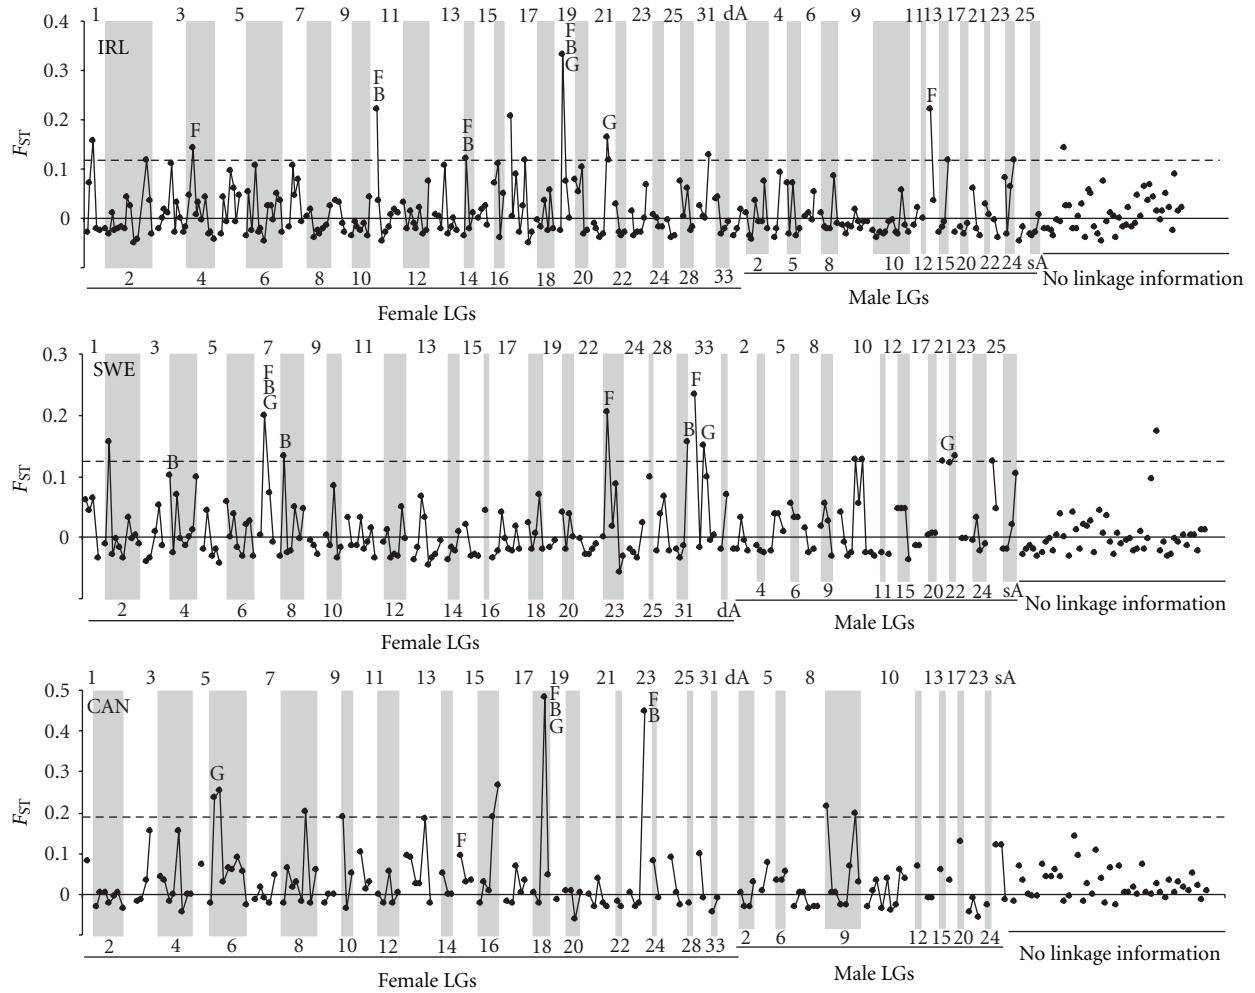 1 3 5 7 9 11 13 15 17 19 21 23 25 31 dA 4 6 9 11 13 17 21 23 25
IRL
F_ST
0.4
0.3
0.2
0.1
0
F
F
B
F
B
F
B
G
G
F
2 4 6 8 10 12 14 16 18 20 22 24 28 33 2 5 8 10 12 15 20 22 24 sA
No linkage information
Female LGs
Male LGs
1 3 5 7 9 11 13 15 17 19 22 24 28 33 2 5 8 10 12 17 21 23 25
SWE
F_ST
0.3
0.2
0.1
0
B
F
B
G
B
F
B
F
G
G
2 4 6 8 10 12 14 16 18 20 23 25 31 dA 4 6 9 11 15 20 22 24 sA
No linkage information
Female LGs
Male LGs
1 3 5 7 9 11 13 15 17 19 21 23 25 31 dA 5 8 10 13 17 23 sA
CAN
F_ST
0.5
0.4
0.3
0.2
0.1
0
G
F
F
B
G
F
B
2 4 6 8 10 12 14 16 18 20 22 24 28 33 2 6 9 12 15 20 24
No linkage information
Female LGs
Male LGs